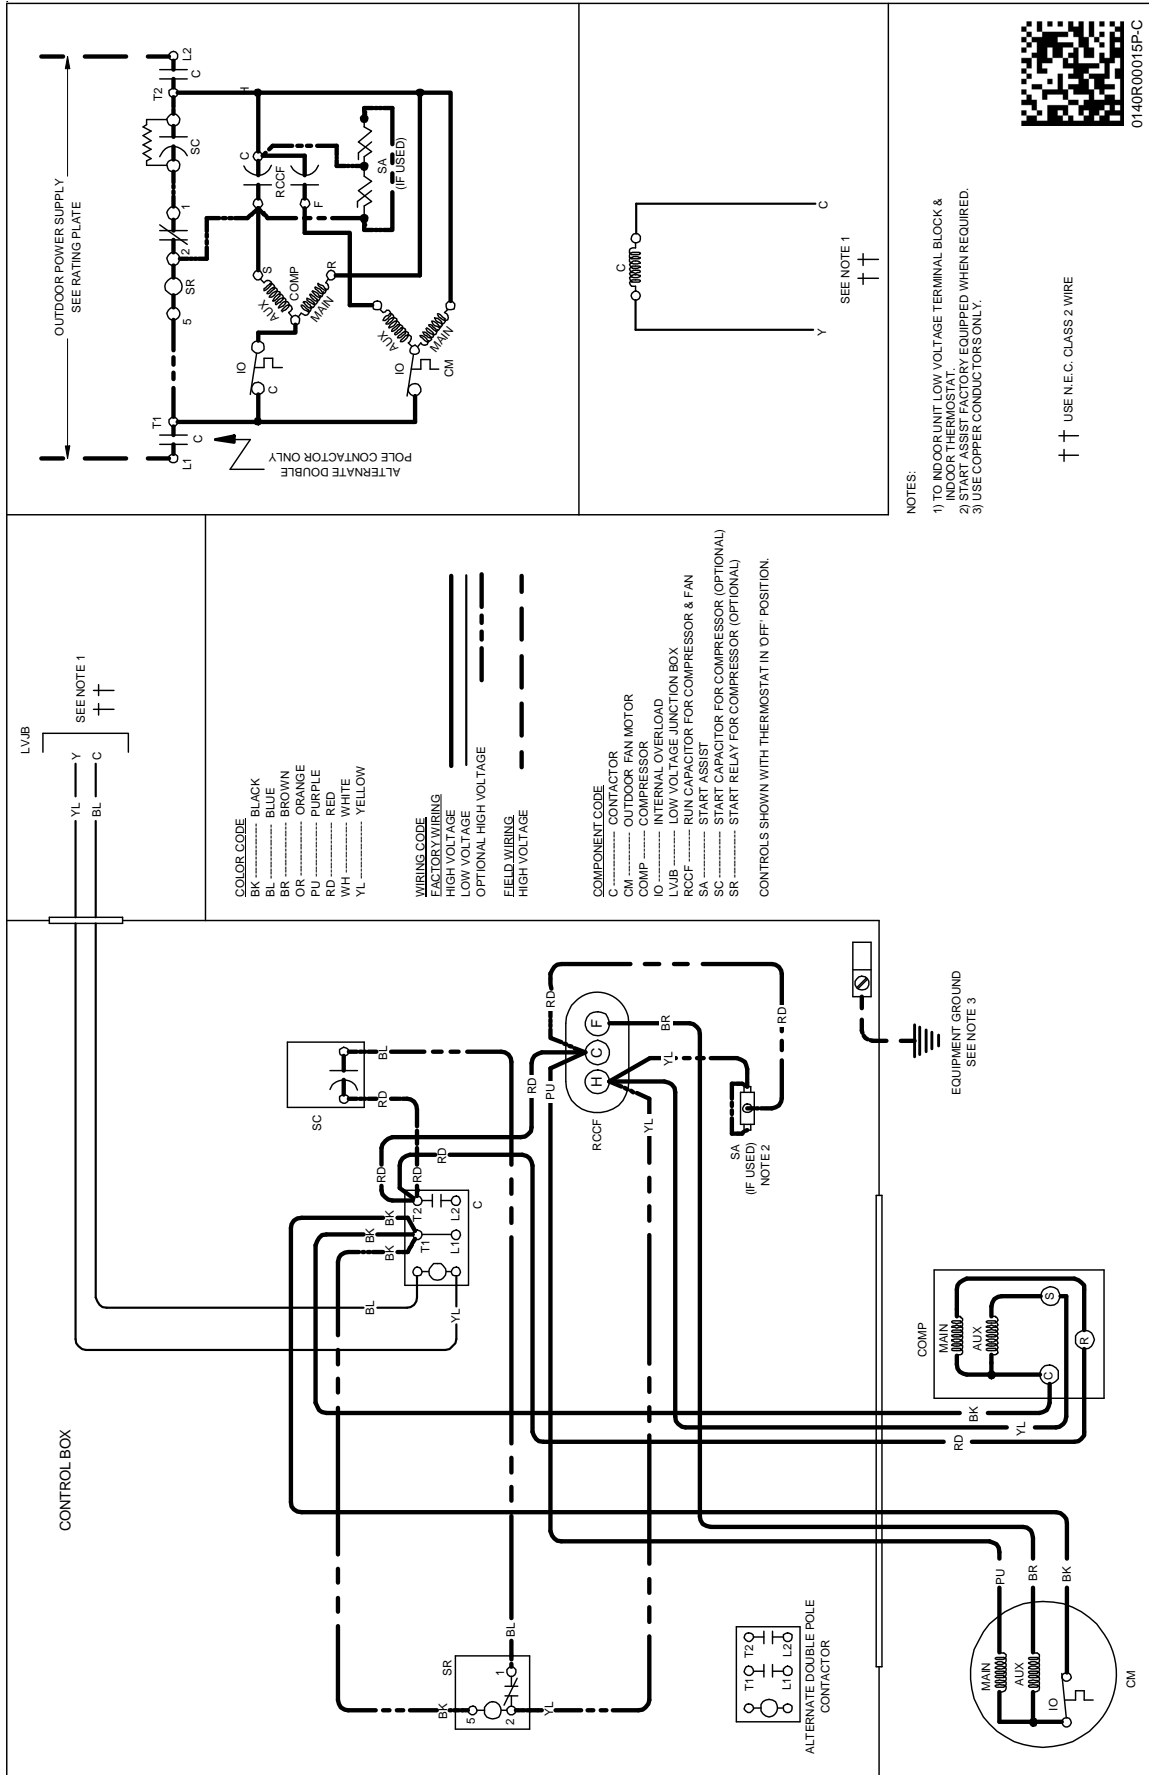 CONTROL BOX
SR
BK
5
2
1
BL
YL
T1
T2
L1
L2
ALTERNATE DOUBLE POLE
CONTACTOR
MAIN
AUX
IO
CM
PU
BR
BK
BL
YL
BK
BK
BK
RD
RD
RD
RD
T1
T2
L1
L2
C
SC
RD
BL
RD
PU
RD
H
C
F
RCCF
YL
YL
BR
RD
SA
(IF USED)
NOTE 2
COMP
MAIN
AUX
C
S
R
BK
YL
RD
EQUIPMENT GROUND
SEE NOTE 3
LVJB
YL
Y
BL
C
SEE NOTE 1
††
COLOR CODE
BK ---------- BLACK
BL ---------- BLUE
BR ---------- BROWN
OR ---------- ORANGE
PU ---------- PURPLE
RD ---------- RED
WH ---------- WHITE
YL ---------- YELLOW
WIRING CODE
FACTORY WIRING
HIGH VOLTAGE
LOW VOLTAGE
OPTIONAL HIGH VOLTAGE
FIELD WIRING
HIGH VOLTAGE
COMPONENT CODE
C ---------- CONTACTOR
CM ---------- OUTDOOR FAN MOTOR
COMP ------- COMPRESSOR
IO ---------- INTERNAL OVERLOAD
LVJB -------- LOW VOLTAGE JUNCTION BOX
RCCF ------- RUN CAPACITOR FOR COMPRESSOR & FAN
SA ---------- START ASSIST
SC ---------- START CAPACITOR FOR COMPRESSOR (OPTIONAL)
SR ---------- START RELAY FOR COMPRESSOR (OPTIONAL)
CONTROLS SHOWN WITH THERMOSTAT IN 'OFF' POSITION.
OUTDOOR POWER SUPPLY
SEE RATING PLATE
L1
C
T1
5
SR
2
1
SC
T2
C
L2
ALTERNATE DOUBLE
POLE CONTACTOR ONLY
C
IO
AUX
S
COMP
MAIN
R
H
C
RCCF
F
SA
(IF USED)
IO
CM
AUX
MAIN
C
Y
C
SEE NOTE 1
††
NOTES:
1) TO INDOOR UNIT LOW VOLTAGE TERMINAL BLOCK &
INDOOR THERMOSTAT.
2) START ASSIST FACTORY EQUIPPED WHEN REQUIRED.
3) USE COPPER CONDUCTORS ONLY.
†† USE N.E.C. CLASS 2 WIRE
0140R00015P-C